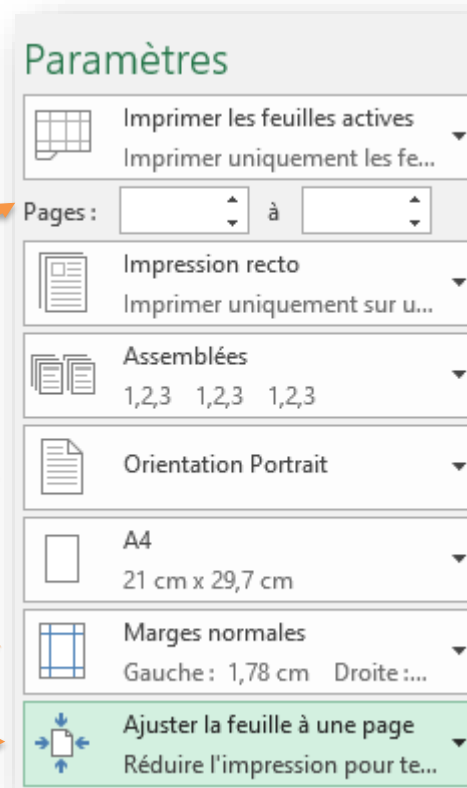 Paramètres
Imprimer les feuilles actives
Imprimer uniquement les fe...
Pages : à
Impression recto
Imprimer uniquement sur u...
Assemblées
1,2,3 1,2,3 1,2,3
Orientation Portrait
A4
21 cm x 29,7 cm
Marges normales
Gauche : 1,78 cm Droite :...
Ajuster la feuille à une page
Réduire l'impression pour te...